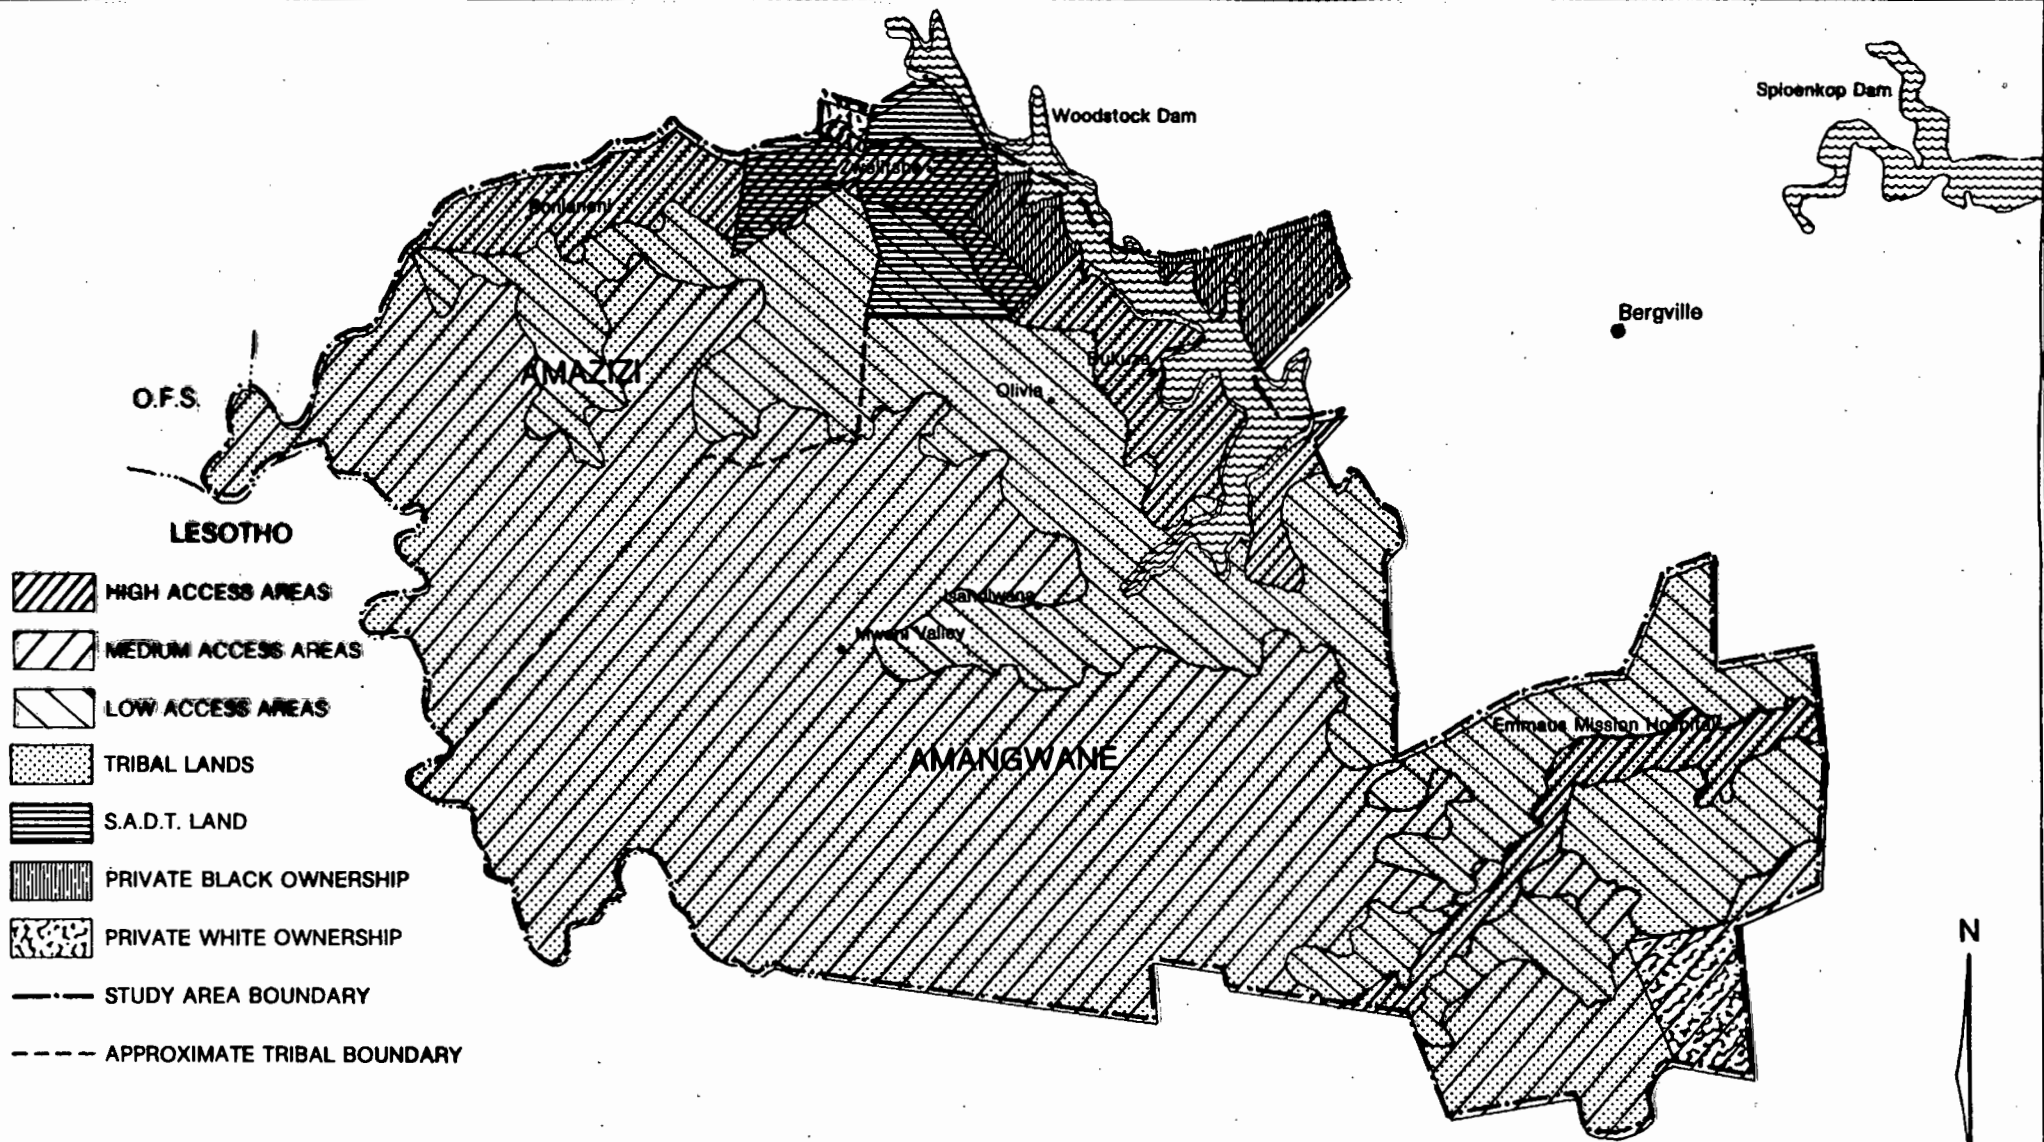 Spioenkop Dam
Woodstock Dam
Bergville
AMAZIZI
Olivia
O.F.S.
LESOTHO
HIGH ACCESS AREAS
MEDIUM ACCESS AREAS
LOW ACCESS AREAS
TRIBAL LANDS
S.A.D.T. LAND
PRIVATE BLACK OWNERSHIP
PRIVATE WHITE OWNERSHIP
STUDY AREA BOUNDARY
APPROXIMATE TRIBAL BOUNDARY
Isandlwana
Mweni Valley
AMANGWANE
Emmaus Mission Hospital
N